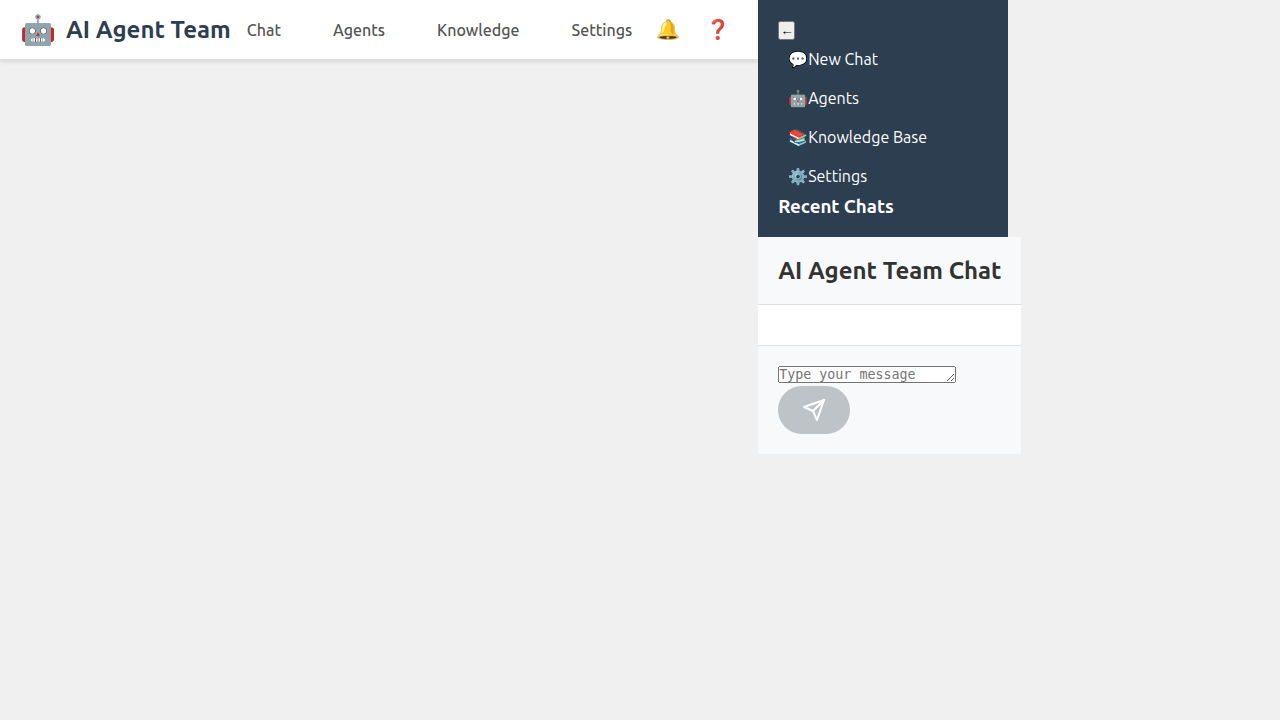 AI Agent Team
Chat
Agents
Knowledge
Settings
←
New Chat
Agents
Knowledge Base
Settings
Recent Chats
AI Agent Team Chat
Type your message